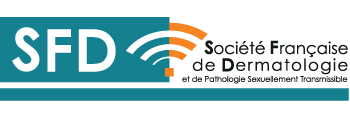 SFD
Société Française
de Dermatologie
et de Pathologie Sexuellement Transmissible